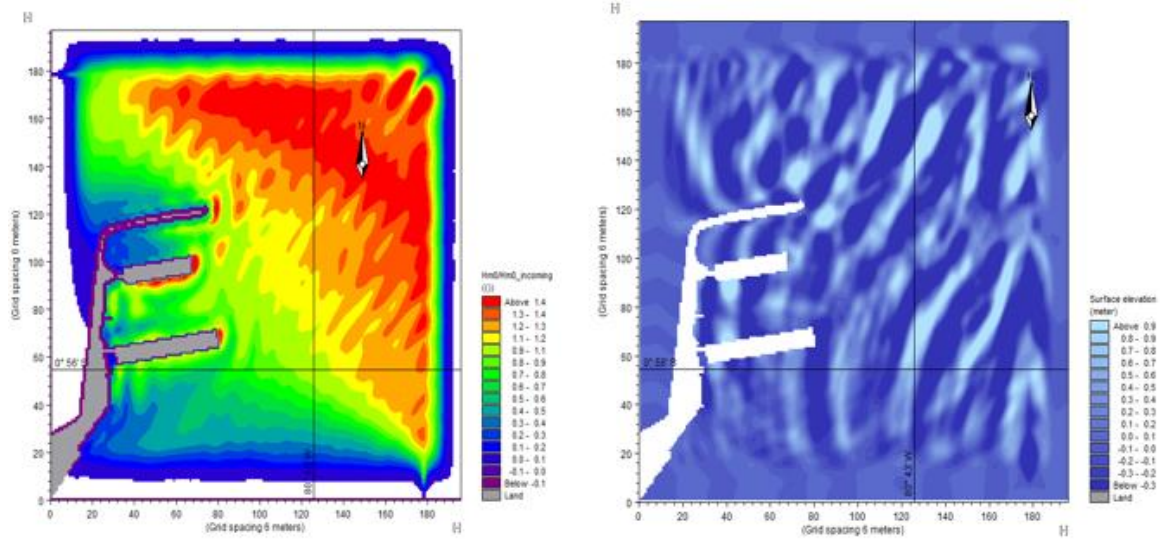 [-]
180
160
140
120
100
80
60
40
20
0
(Grid spacing 6 meters)
N
0° 56' S
0 20 40 60 80 100 120 140 160 180
(Grid spacing 6 meters)
[-]
Hm0/Hm0_incoming
(())
Above 1.4
1.3 - 1.4
1.2 - 1.3
1.1 - 1.2
0.9 - 1.1
0.8 - 0.9
0.7 - 0.8
0.6 - 0.7
0.5 - 0.6
0.4 - 0.5
0.3 - 0.4
0.2 - 0.3
0.1 - 0.2
0.0 - 0.1
-0.1 - 0.0
Below -0.1
Land
[-]
180
160
140
120
100
80
60
40
20
0
(Grid spacing 6 meters)
0° 56' S
80° 43' W
0 20 40 60 80 100 120 140 160 180
(Grid spacing 6 meters)
[-]
Surface elevation
(meter)
Above 0.9
0.8 - 0.9
0.7 - 0.8
0.6 - 0.7
0.5 - 0.6
0.4 - 0.5
0.3 - 0.4
0.2 - 0.3
0.1 - 0.2
0.0 - 0.1
-0.1 - 0.0
-0.2 - -0.1
-0.3 - -0.2
Below -0.3
Land